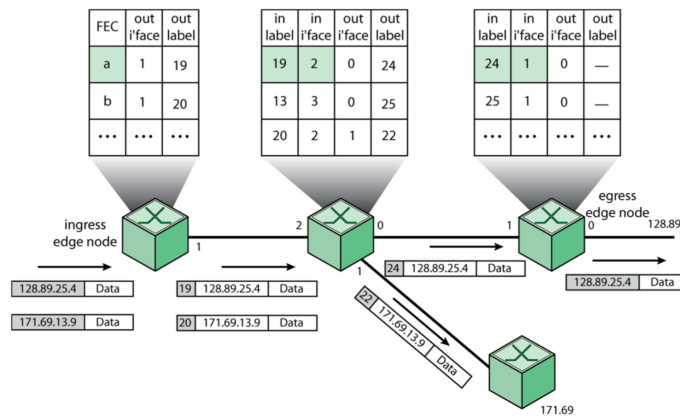 FEC out i'face out label
a 1 19
b 1 20
••• ••• •••
in label in i'face out i'face out label
19 2 0 24
13 3 0 25
20 2 1 22
in label in i'face out i'face out label
24 1 0 —
25 1 0 —
••• ••• ••• •••
ingress
edge node
1
2
0
1
1
egress
edge node
0
128.89
128.89.25.4 Data
171.69.13.9 Data
19 128.89.25.4 Data
20 171.69.13.9 Data
24 128.89.25.4 Data
22 171.69.13.9 Data
128.89.25.4 Data
171.69